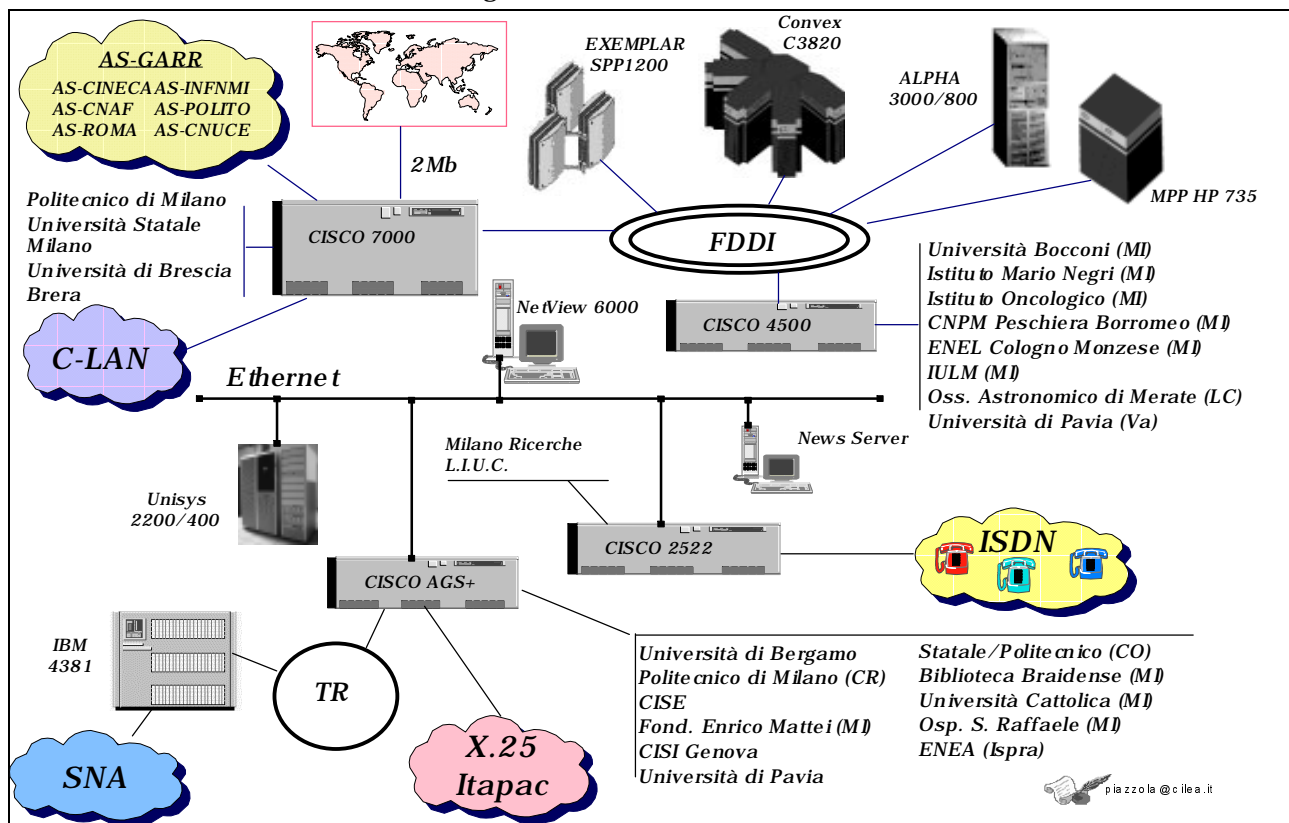 AS-GARR
AS-CINECA AS-INFNMI
AS-CNAF AS-POLITO
AS-ROMA AS-CNUCE
2Mb
EXEMPLAR
SPP1200
Convex
C3820
ALPHA
3000/800
MPP HP 735
Politecnico di Milano
Università Statale
Milano
Università di Brescia
Brera
CISCO 7000
FDDI
C-LAN
NetView 6000
CISCO 4500
Università Bocconi (MI)
Istituto Mario Negri (MI)
Istituto Oncologico (MI)
CNPM Peschiera Borromeo (MI)
ENEL Cologno Monzese (MI)
IULM (MI)
Oss. Astronomico di Merate (LC)
Università di Pavia (Va)
Ethernet
Unisys
2200/400
Milano Ricerche
L.I.U.C.
News Server
CISCO 2522
ISDN
CISCO AGS+
IBM
4381
TR
SNA
X.25
Itapac
Università di Bergamo
Politecnico di Milano (CR)
CISE
Fond. Enrico Mattei (MI)
CISI Genova
Università di Pavia
Statale/Politecnico (CO)
Biblioteca Braidense (MI)
Università Cattolica (MI)
Osp. S. Raffaele (MI)
ENEA (Ispra)
piazzola@cilea.it